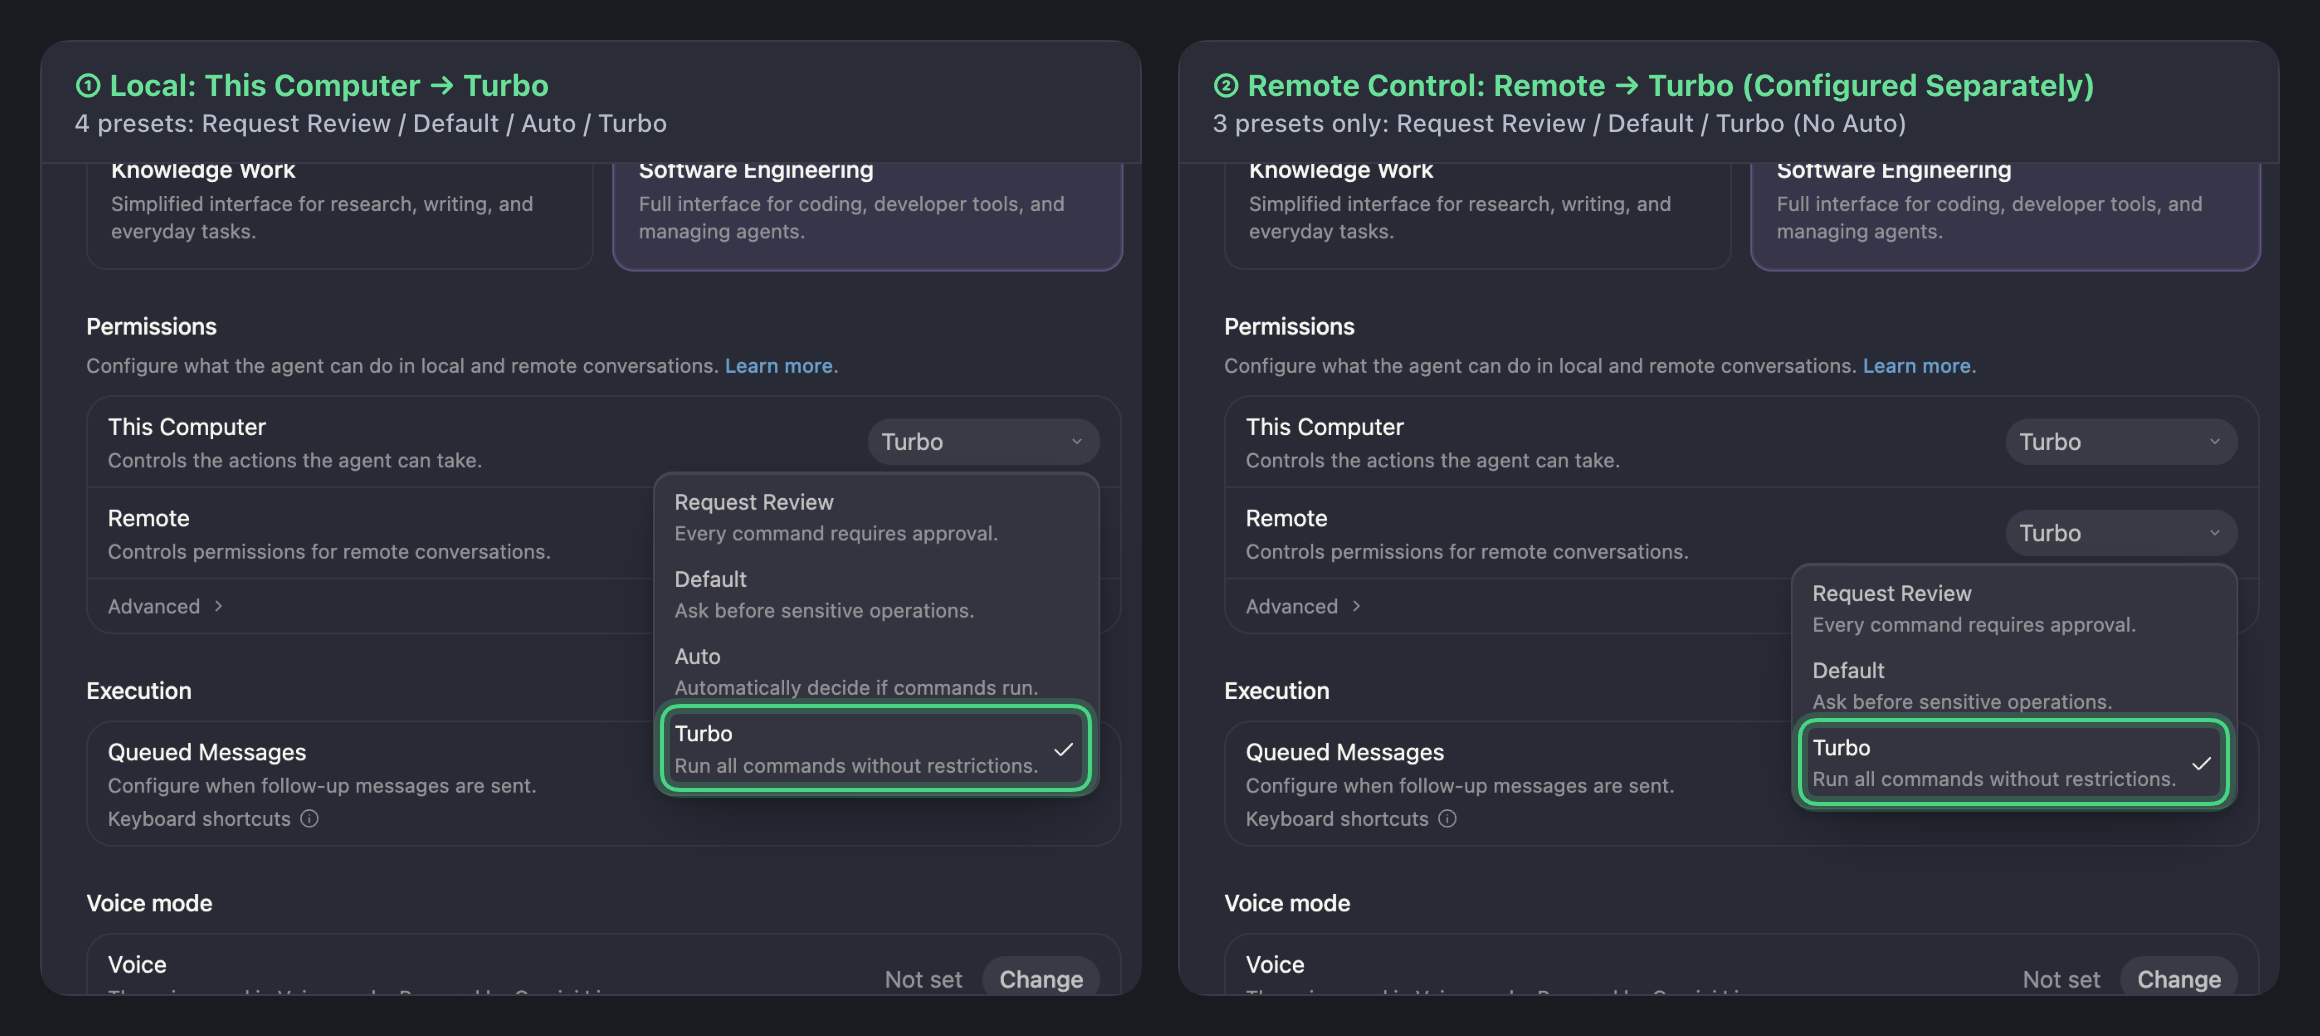 ① Local: This Computer → Turbo
4 presets: Request Review / Default / Auto / Turbo
Knowledge Work
Simplified interface for research, writing, and
everyday tasks.
Software Engineering
Full interface for coding, developer tools, and
managing agents.
Permissions
Configure what the agent can do in local and remote conversations. Learn more.
This Computer
Controls the actions the agent can take.
Turbo
Remote
Controls permissions for remote conversations.
Advanced >
Request Review
Every command requires approval.
Default
Ask before sensitive operations.
Auto
Automatically decide if commands run.
Turbo
Run all commands without restrictions.
Execution
Queued Messages
Configure when follow-up messages are sent.
Keyboard shortcuts
Voice mode
Voice
Not set
Change
② Remote Control: Remote → Turbo (Configured Separately)
3 presets only: Request Review / Default / Turbo (No Auto)
Knowledge Work
Simplified interface for research, writing, and
everyday tasks.
Software Engineering
Full interface for coding, developer tools, and
managing agents.
Permissions
Configure what the agent can do in local and remote conversations. Learn more.
This Computer
Controls the actions the agent can take.
Turbo
Remote
Controls permissions for remote conversations.
Turbo
Advanced >
Request Review
Every command requires approval.
Default
Ask before sensitive operations.
Turbo
Run all commands without restrictions.
Execution
Queued Messages
Configure when follow-up messages are sent.
Keyboard shortcuts
Voice mode
Voice
Not set
Change